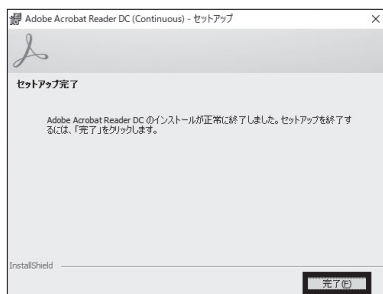 Adobe Acrobat Reader DC (Continuous) - セットアップ
セットアップ完了
Adobe Acrobat Reader DC のインストールが正常に終了しました。セットアップを終了す
るには、「完了」をクリックします。
InstallShield
完了(F)